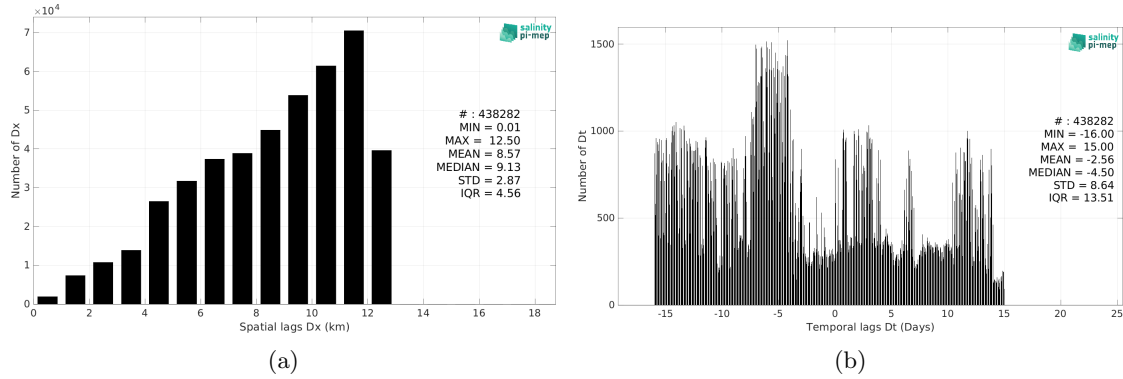 ×10⁴
7
6
5
4
3
2
1
0
Number of Dx
0 2 4 6 8 10 12 14 16 18
Spatial lags Dx (km)
salinity
pi-mep
# : 438282
MIN = 0.01
MAX = 12.50
MEAN = 8.57
MEDIAN = 9.13
STD = 2.87
IQR = 4.56
(a)
1500
1000
500
0
Number of Dt
-15 -10 -5 0 5 10 15 20 25
Temporal lags Dt (Days)
salinity
pi-mep
# : 438282
MIN = -16.00
MAX = 15.00
MEAN = -2.56
MEDIAN = -4.50
STD = 8.64
IQR = 13.51
(b)